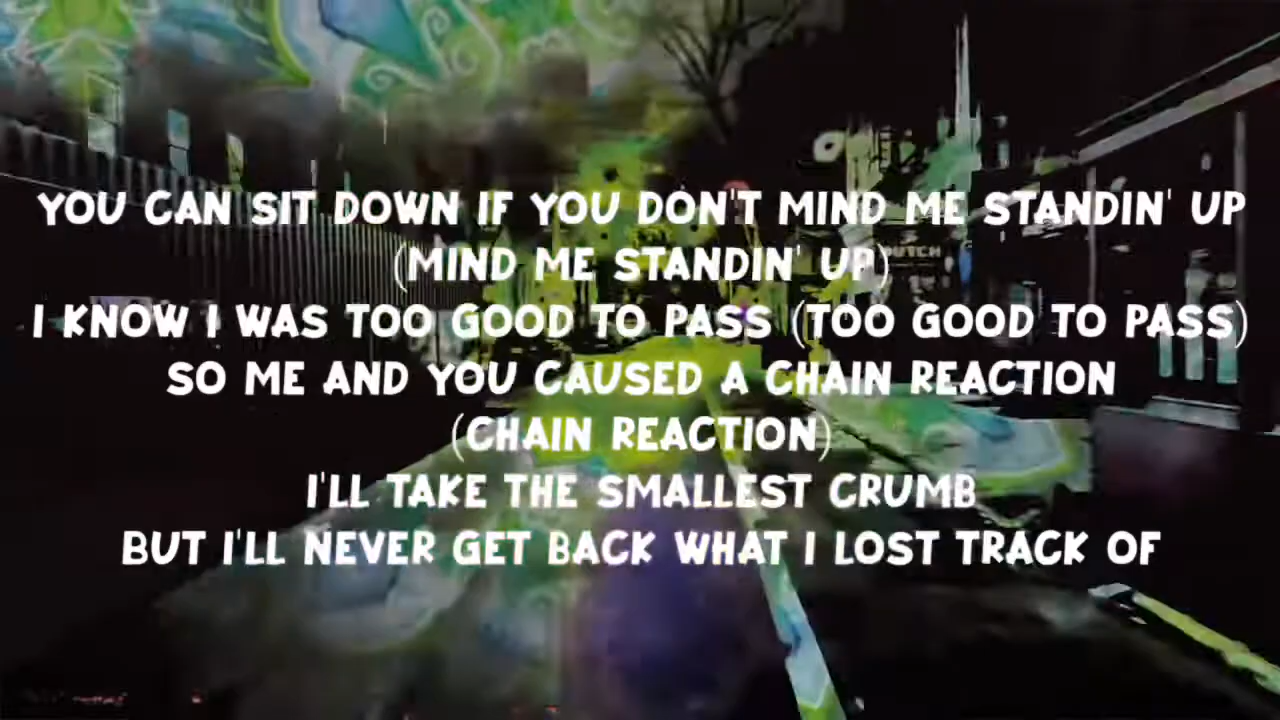 YOU CAN SIT DOWN IF YOU DON'T MIND ME STANDIN' UP
(MIND ME STANDIN' UP)
I KNOW I WAS TOO GOOD TO PASS (TOO GOOD TO PASS)
SO ME AND YOU CAUSED A CHAIN REACTION
(CHAIN REACTION)
I'LL TAKE THE SMALLEST CRUMB
BUT I'LL NEVER GET BACK WHAT I LOST TRACK OF